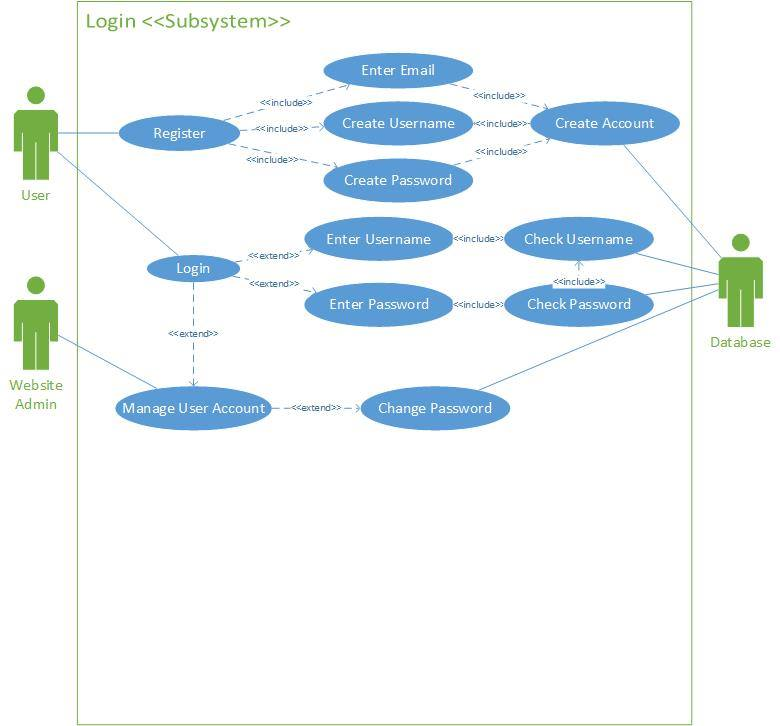 Login <<Subsystem>>
Enter Email
<<include>>
<<include>>
Register
<<include>>
Create Username
<<include>>
Create Account
<<include>>
Create Password
<<include>>
User
Enter Username
<<include>>
Check Username
<<extend>>
Login
<<extend>>
<<include>>
Enter Password
<<include>>
Check Password
<<extend>>
Database
Website
Admin
Manage User Account
<<extend>>
Change Password